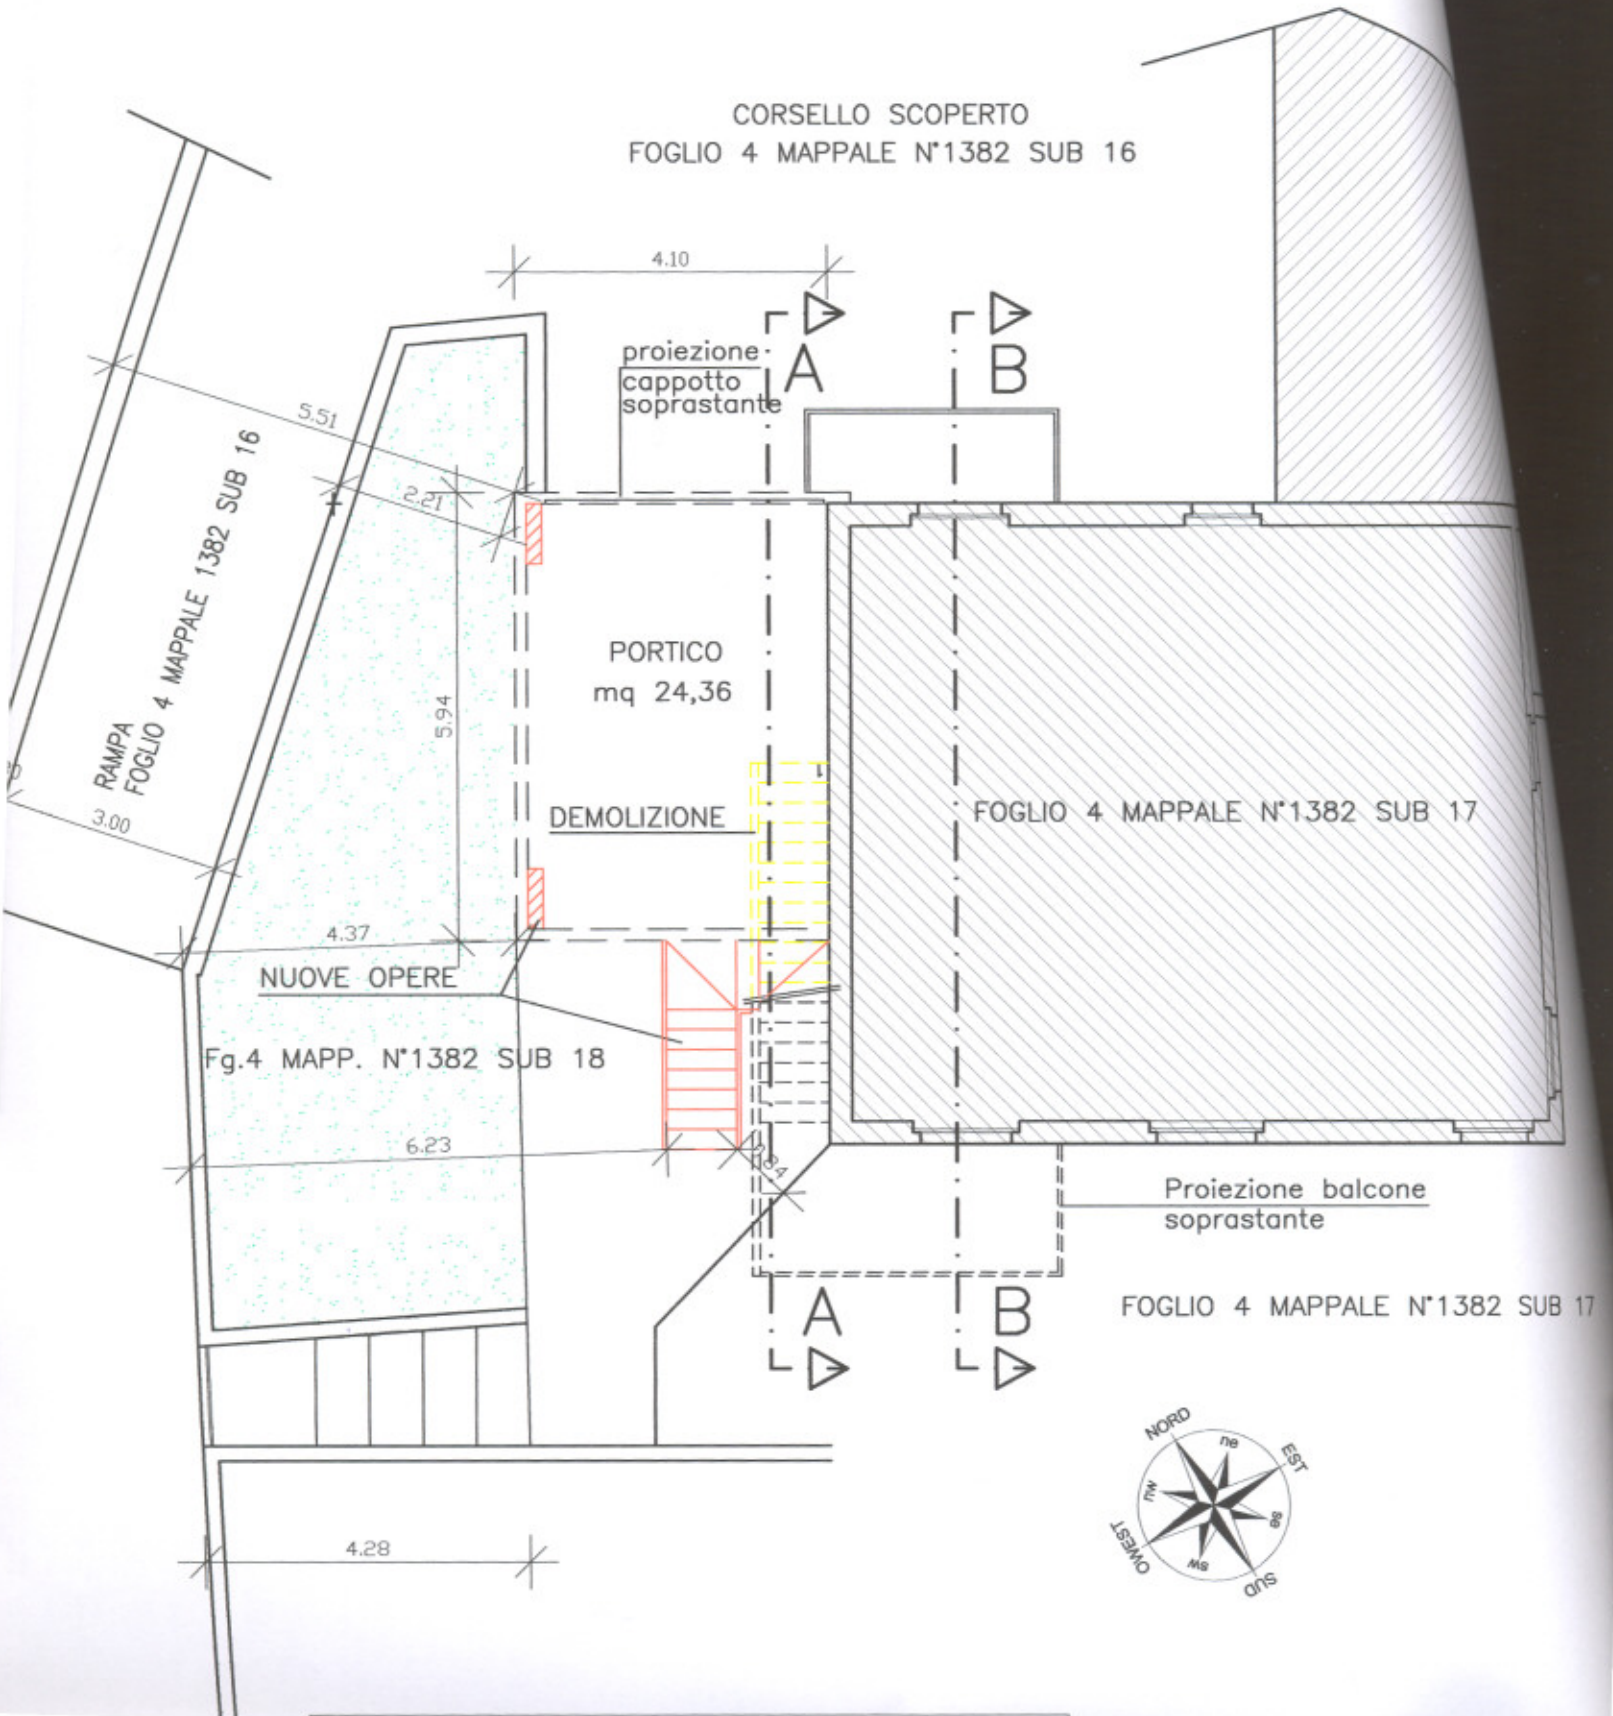 CORSELLO SCOPERTO
FOGLIO 4 MAPPALE N°1382 SUB 16
4.10
A
B
proiezione
cappotto
soprastante
5.51
2.21
RAMPA
FOGLIO 4 MAPPALE 1382 SUB 16
PORTICO
mq 24,36
5.94
3.00
DEMOLIZIONE
FOGLIO 4 MAPPALE N°1382 SUB 17
4.37
NUOVE OPERE
Fg.4 MAPP. N°1382 SUB 18
6.23
Proiezione balcone
soprastante
FOGLIO 4 MAPPALE N°1382 SUB 17
A
B
NORD
ne
EST
nw
se
OWEST
sw
SUD
4.28